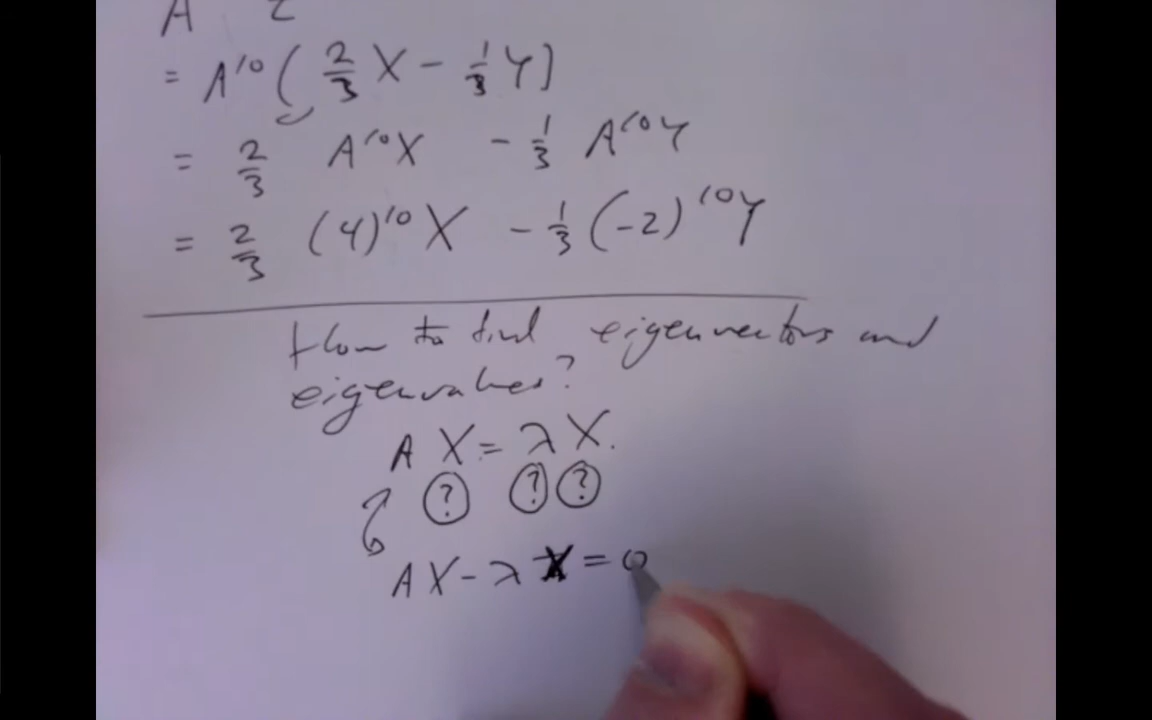 A Z
= A¹⁰ ( 2/3 X - 1/3 Y )
= 2/3 A¹⁰X - 1/3 A¹⁰Y
= 2/3 (4)¹⁰ X - 1/3 (-2)¹⁰ Y
How to find eigenvectors and
eigenvalues?
A X = λ X.
? ? ?
AX - λ X = 0